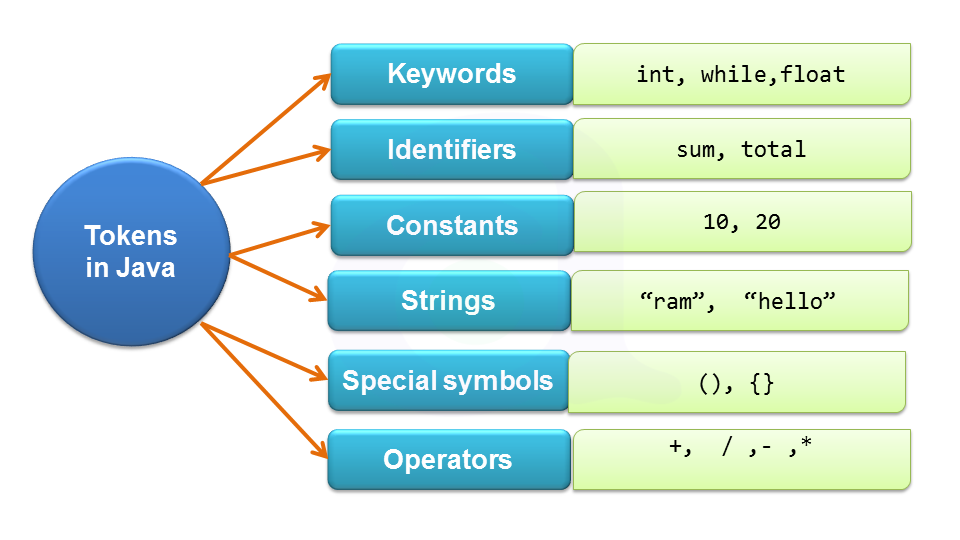 Tokens
in Java
Keywords
int, while,float
Identifiers
sum, total
Constants
10, 20
Strings
“ram”, “hello”
Special symbols
(), {}
Operators
+, / ,- ,*